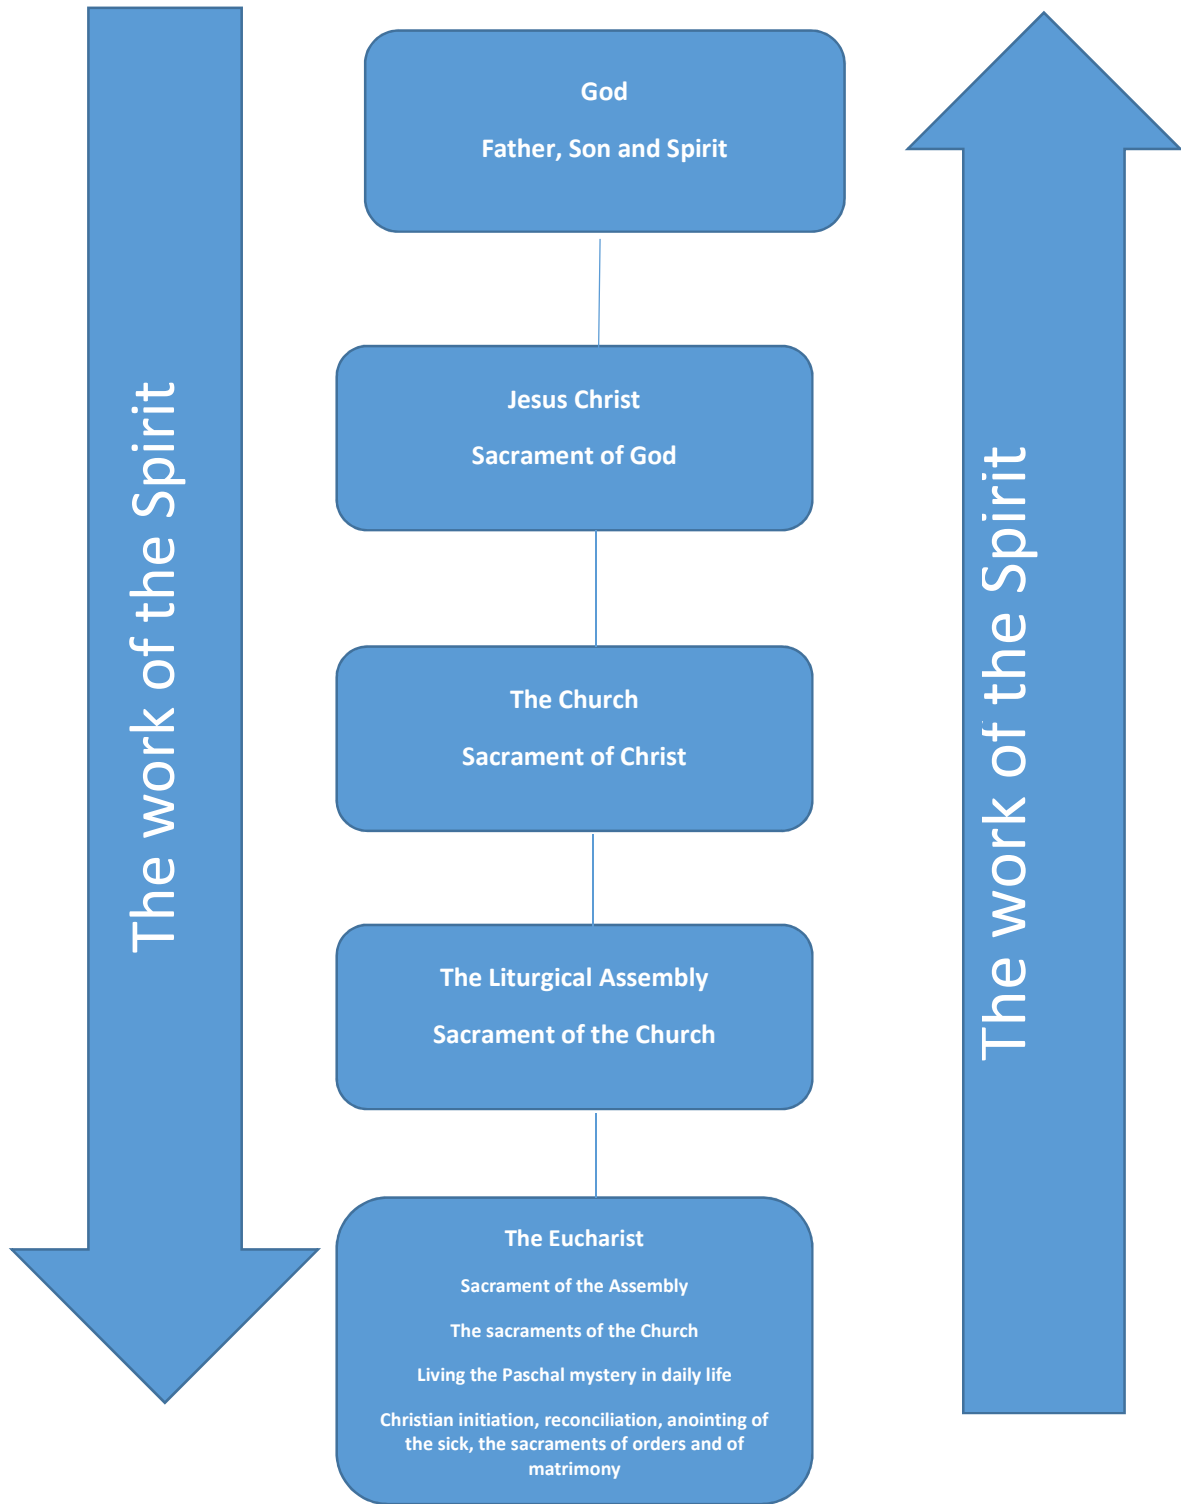 The work of the Spirit
God
Father, Son and Spirit
Jesus Christ
Sacrament of God
The Church
Sacrament of Christ
The Liturgical Assembly
Sacrament of the Church
The Eucharist
Sacrament of the Assembly
The sacraments of the Church
Living the Paschal mystery in daily life
Christian initiation, reconciliation, anointing of
the sick, the sacraments of orders and of
matrimony
The work of the Spirit